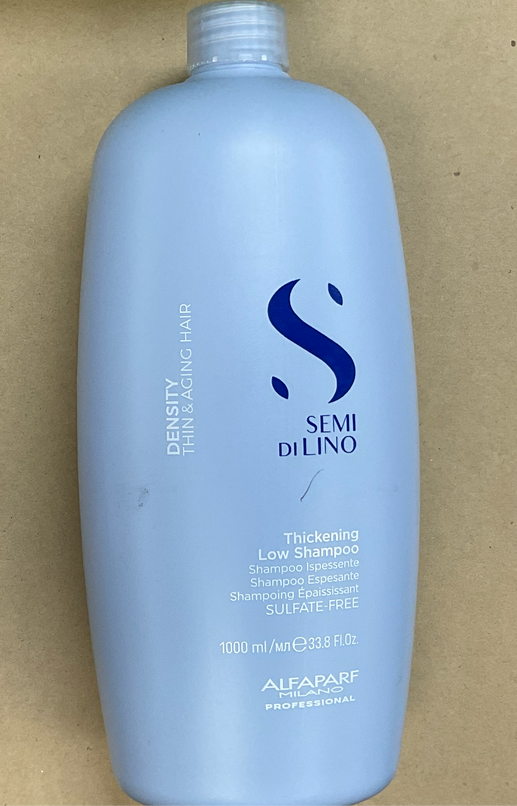 DENSITY
THIN & AGING HAIR
S
SEMI
DI LINO
Thickening
Low Shampoo
Shampoo Ispessente
Shampoo Espesante
Shampoing Épaississant
SULFATE-FREE
1000 ml/мл ℮ 33.8 Fl.Oz.
ALFAPARF
MILANO
PROFESSIONAL